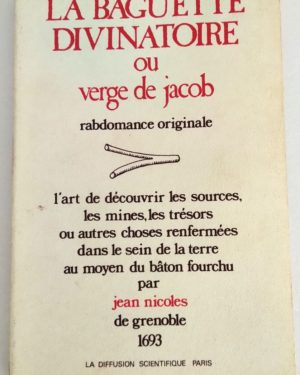 LA BAGUETTE
DIVINATOIRE
ou
verge de jacob
rabdomance originale
l'art de découvrir les sources,
les mines,les trésors
ou autres choses renfermées
dans le sein de la terre
au moyen du bâton fourchu
par
jean nicoles
de grenoble
1693
LA DIFFUSION SCIENTIFIQUE PARIS